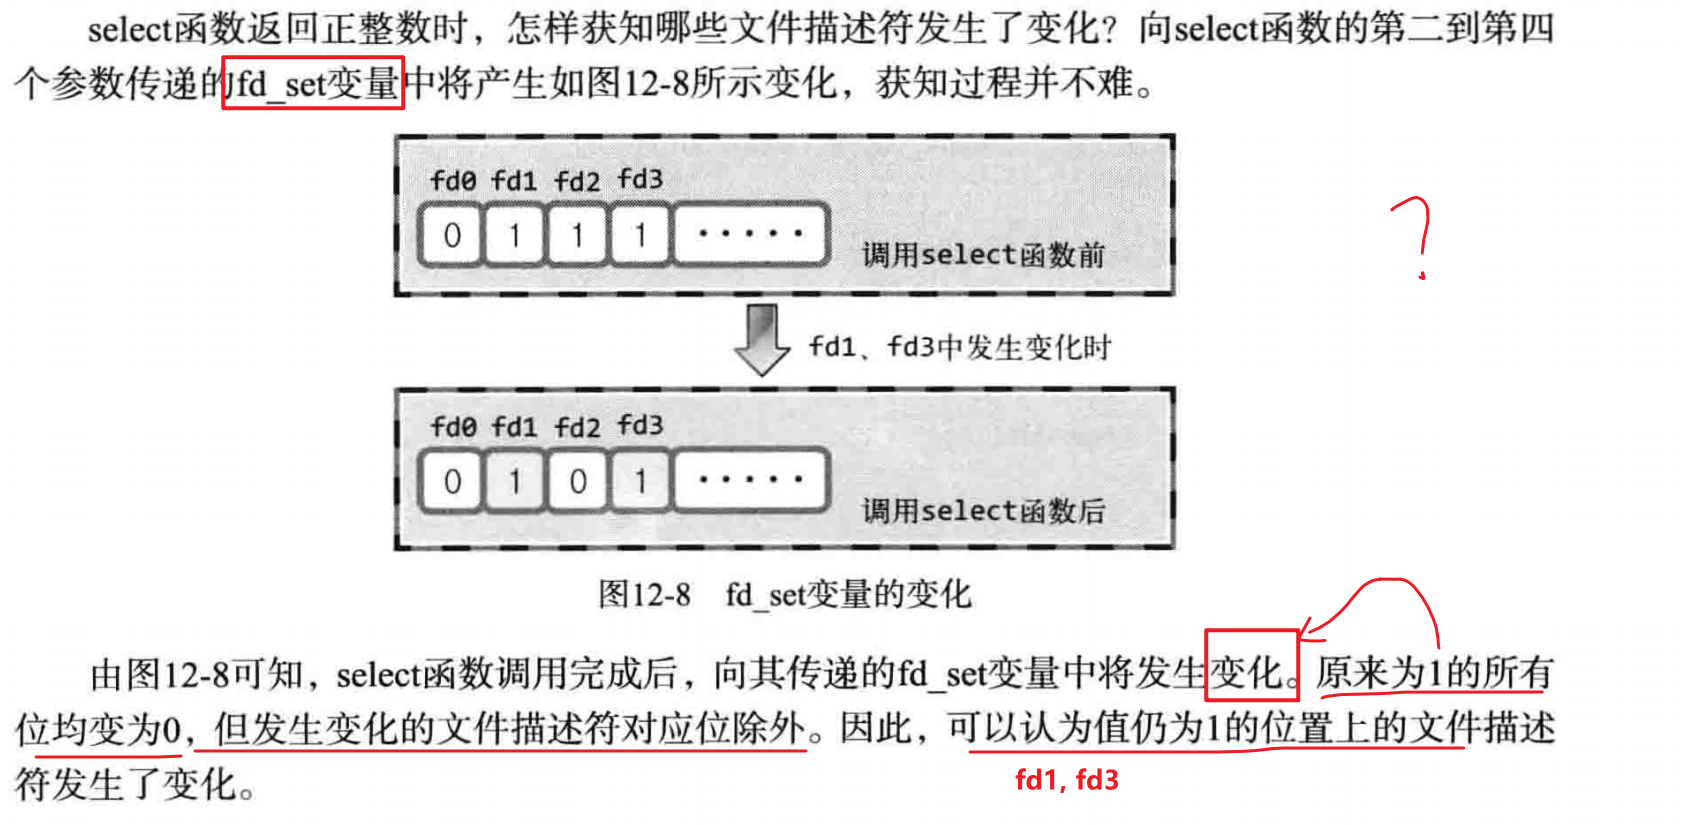 select函数返回正整数时，怎样获知哪些文件描述符发生了变化？向select函数的第二到第四
个参数传递的fd_set变量中将产生如图12-8所示变化，获知过程并不难。
fd0 fd1 fd2 fd3
0 1 1 1 ·····
调用select函数前
?
fd1、fd3中发生变化时
fd0 fd1 fd2 fd3
0 1 0 1 ·····
调用select函数后
图12-8 fd_set变量的变化
由图12-8可知，select函数调用完成后，向其传递的fd_set变量中将发生变化。原来为1的所有
位均变为0，但发生变化的文件描述符对应位除外。因此，可以认为值仍为1的位置上的文件描述
符发生了变化。
fd1, fd3